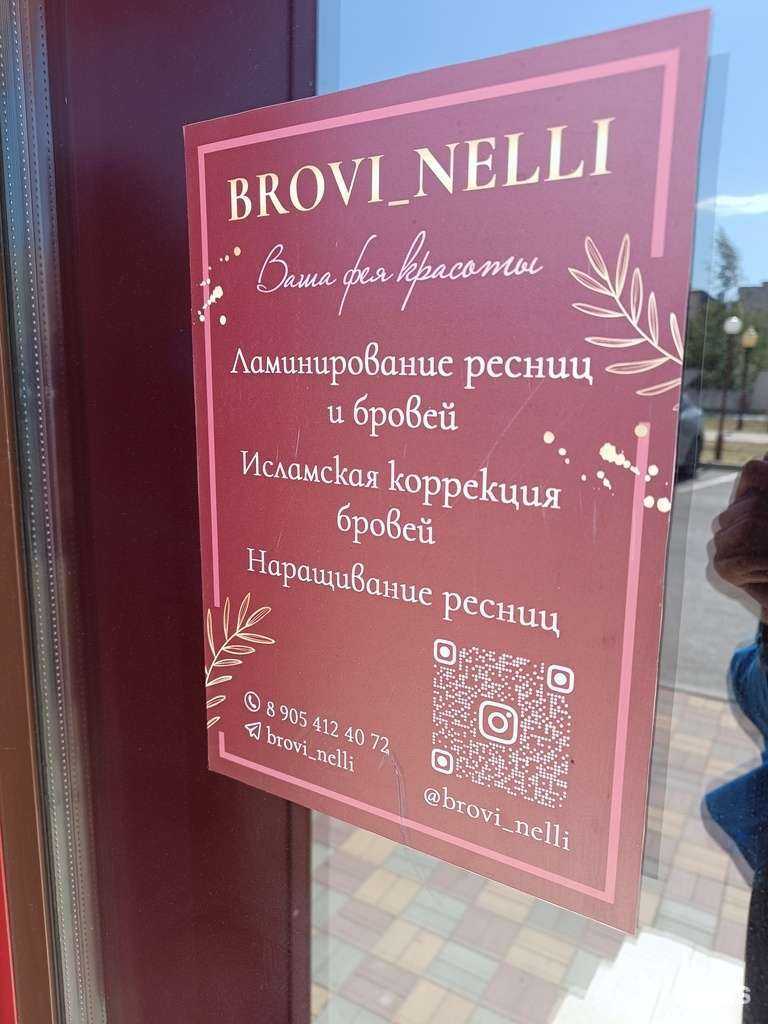 BROVI_NELLI
Ваша фея красоты
Ламинирование ресниц
и бровей
Исламская коррекция
бровей
Наращивание ресниц
8 905 412 40 72
brovi_nelli
@brovi_nelli